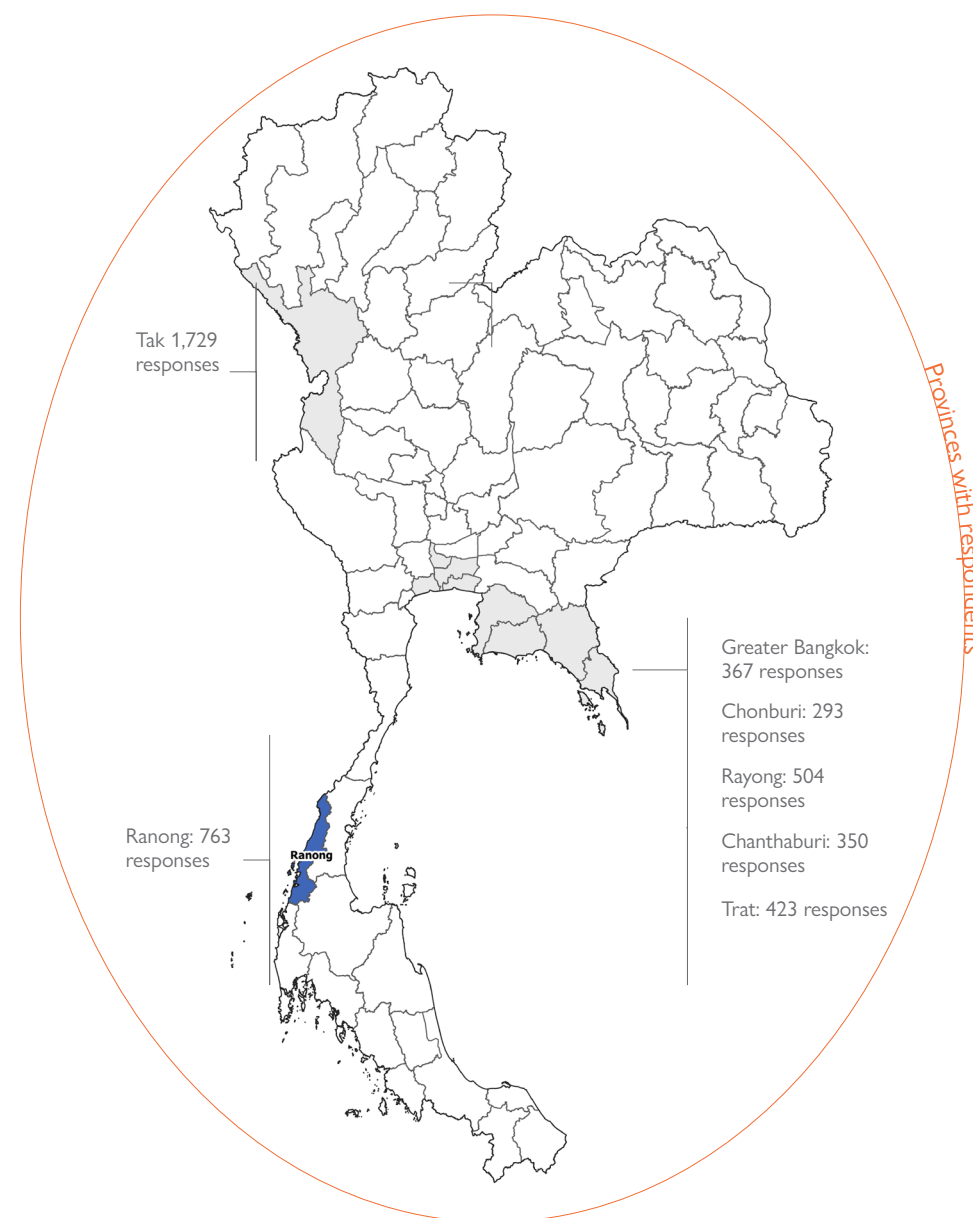 Tak 1,729
responses
Provinces with respondents
Greater Bangkok:
367 responses
Chonburi: 293
responses
Rayong: 504
responses
Chanthaburi: 350
responses
Trat: 423 responses
Ranong: 763
responses
Ranong